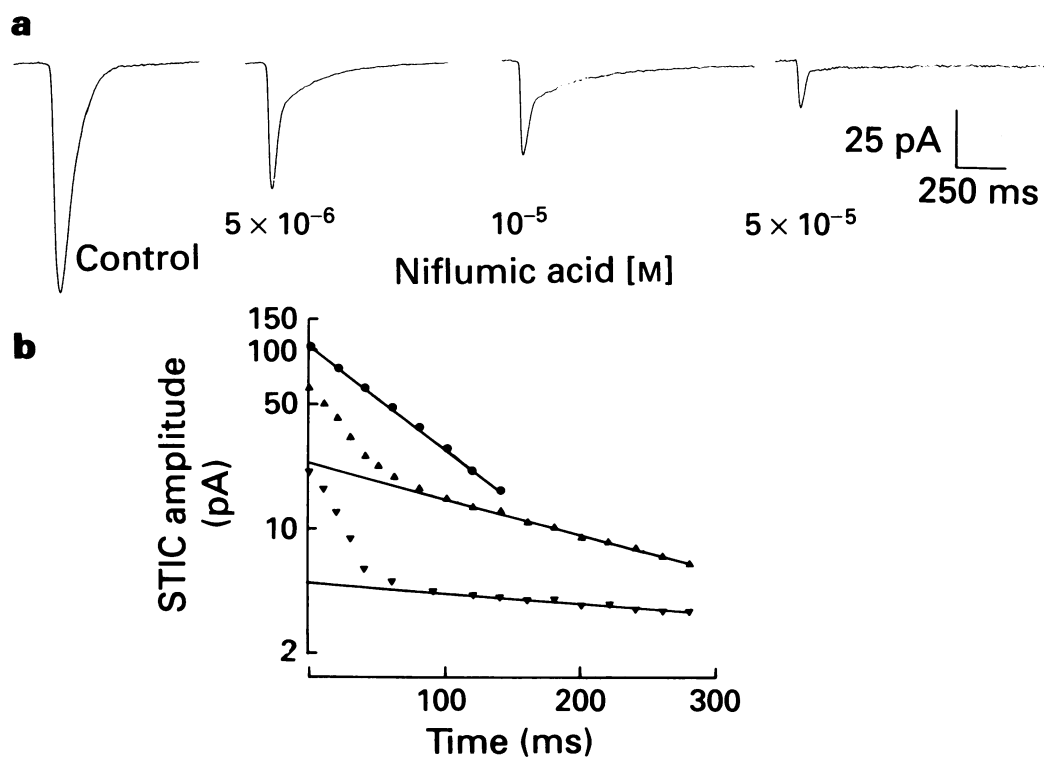 a
25 pA
250 ms
Control
5 × 10⁻⁶
10⁻⁵
5 × 10⁻⁵
Niflumic acid [M]
b
STIC amplitude
(pA)
150
100
50
10
2
100
200
300
Time (ms)